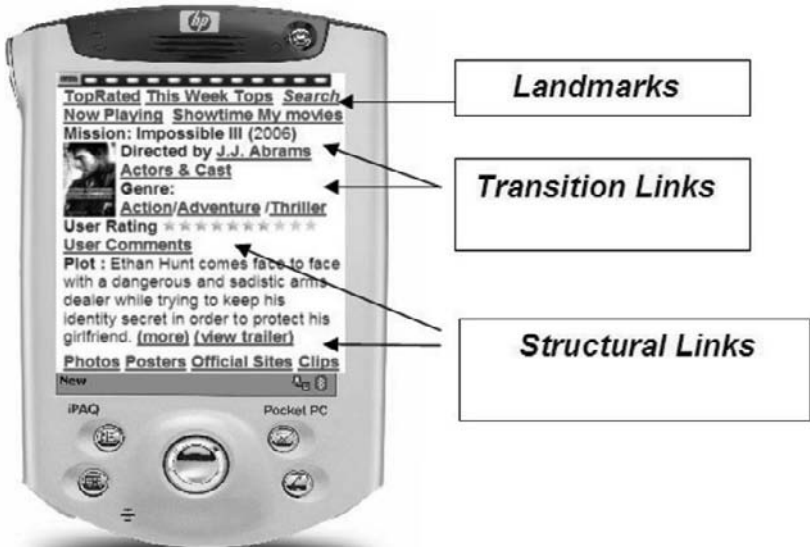 hp
TopRated This Week Tops Search
Now Playing Showtime My movies
Mission: Impossible III (2006)
Directed by J.J. Abrams
Actors & Cast
Genre:
Action/Adventure /Thriller
User Rating
User Comments
Plot : Ethan Hunt comes face to face
with a dangerous and sadistic arms
dealer while trying to keep his
identity secret in order to protect his
girlfriend. (more) (view trailer)
Photos Posters Official Sites Clips
New
iPAQ Pocket PC
Landmarks
Transition Links
Structural Links